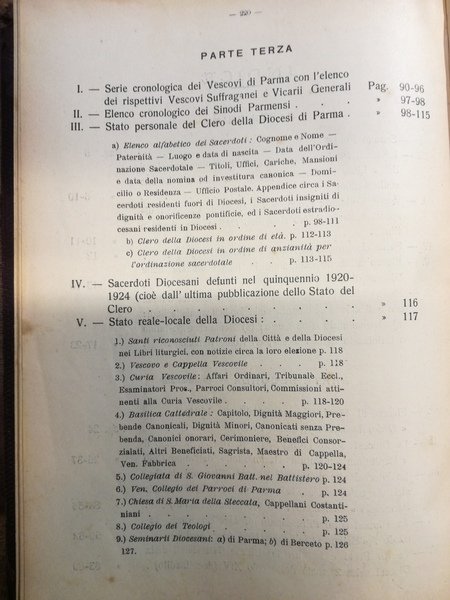 — 220 —
PARTE TERZA
I. — Serie cronologica dei Vescovi di Parma con l'elenco
dei rispettivi Vescovi Suffraganei e Vicarii Generali Pag. 90-96
II. — Elenco cronologico dei Sinodi Parmensi . . . » 97-98
III. — Stato personale del Clero della Diocesi di Parma . » 98-115
a) Elenco alfabetico dei Sacerdoti : Cognome e Nome —
Paternità — Luogo e data di nascita — Data dell'Ordi-
nazione Sacerdotale — Titoli, Uffici, Cariche, Mansioni
e data della nomina od investitura canonica — Domi-
cilio o Residenza — Ufficio Postale. Appendice circa i Sa-
cerdoti residenti fuori di Diocesi, i Sacerdoti insigniti di
dignità e onorificenze pontificie, ed i Sacerdoti estradio-
cesani residenti in Diocesi . . . . p. 98-111
b) Clero della Diocesi in ordine di età. p. 112-113
c) Clero della Diocesi in ordine di anzianità per
l'ordinazione sacerdotale . . p. 113-115
IV. — Sacerdoti Diocesani defunti nel quinquennio 1920-
1924 (cioè dall'ultima pubblicazione dello Stato del
Clero . . . . . . . . » 116
V. — Stato reale-locale della Diocesi : . . . . » 117
1.) Santi riconosciuti Patroni della Città e della Diocesi
nei Libri liturgici, con notizie circa la loro elezione p. 118
2.) Vescovo e Cappella Vescovile . . . p. 118
3.) Curia Vescovile : Affari Ordinari, Tribunale Eccl.,
Esaminatori Pros., Parroci Consultori, Commissioni atti-
nenti alla Curia Vescovile . . . . p. 118-120
4.) Basilica Cattedrale : Capitolo, Dignità Maggiori, Pre-
bende Canonicali, Dignità Minori, Canonicati senza Pre-
benda, Canonici onorari, Cerimoniere, Benefici Consor-
zialati, Altri Beneficiati, Sagrista, Maestro di Cappella,
Ven. Fabbrica . . . . . p. 120-124
5.) Collegiata di S. Giovanni Batt. nel Battistero p. 124
6.) Ven. Collegio dei Parroci di Parma . . p. 124
7.) Chiesa di S. Maria della Steccata, Cappellani Costanti-
niani . . . . . . . p. 125
8.) Collegio dei Teologi . . . . p. 125
9.) Seminarii Diocesani: a) di Parma; b) di Berceto p. 126
127.